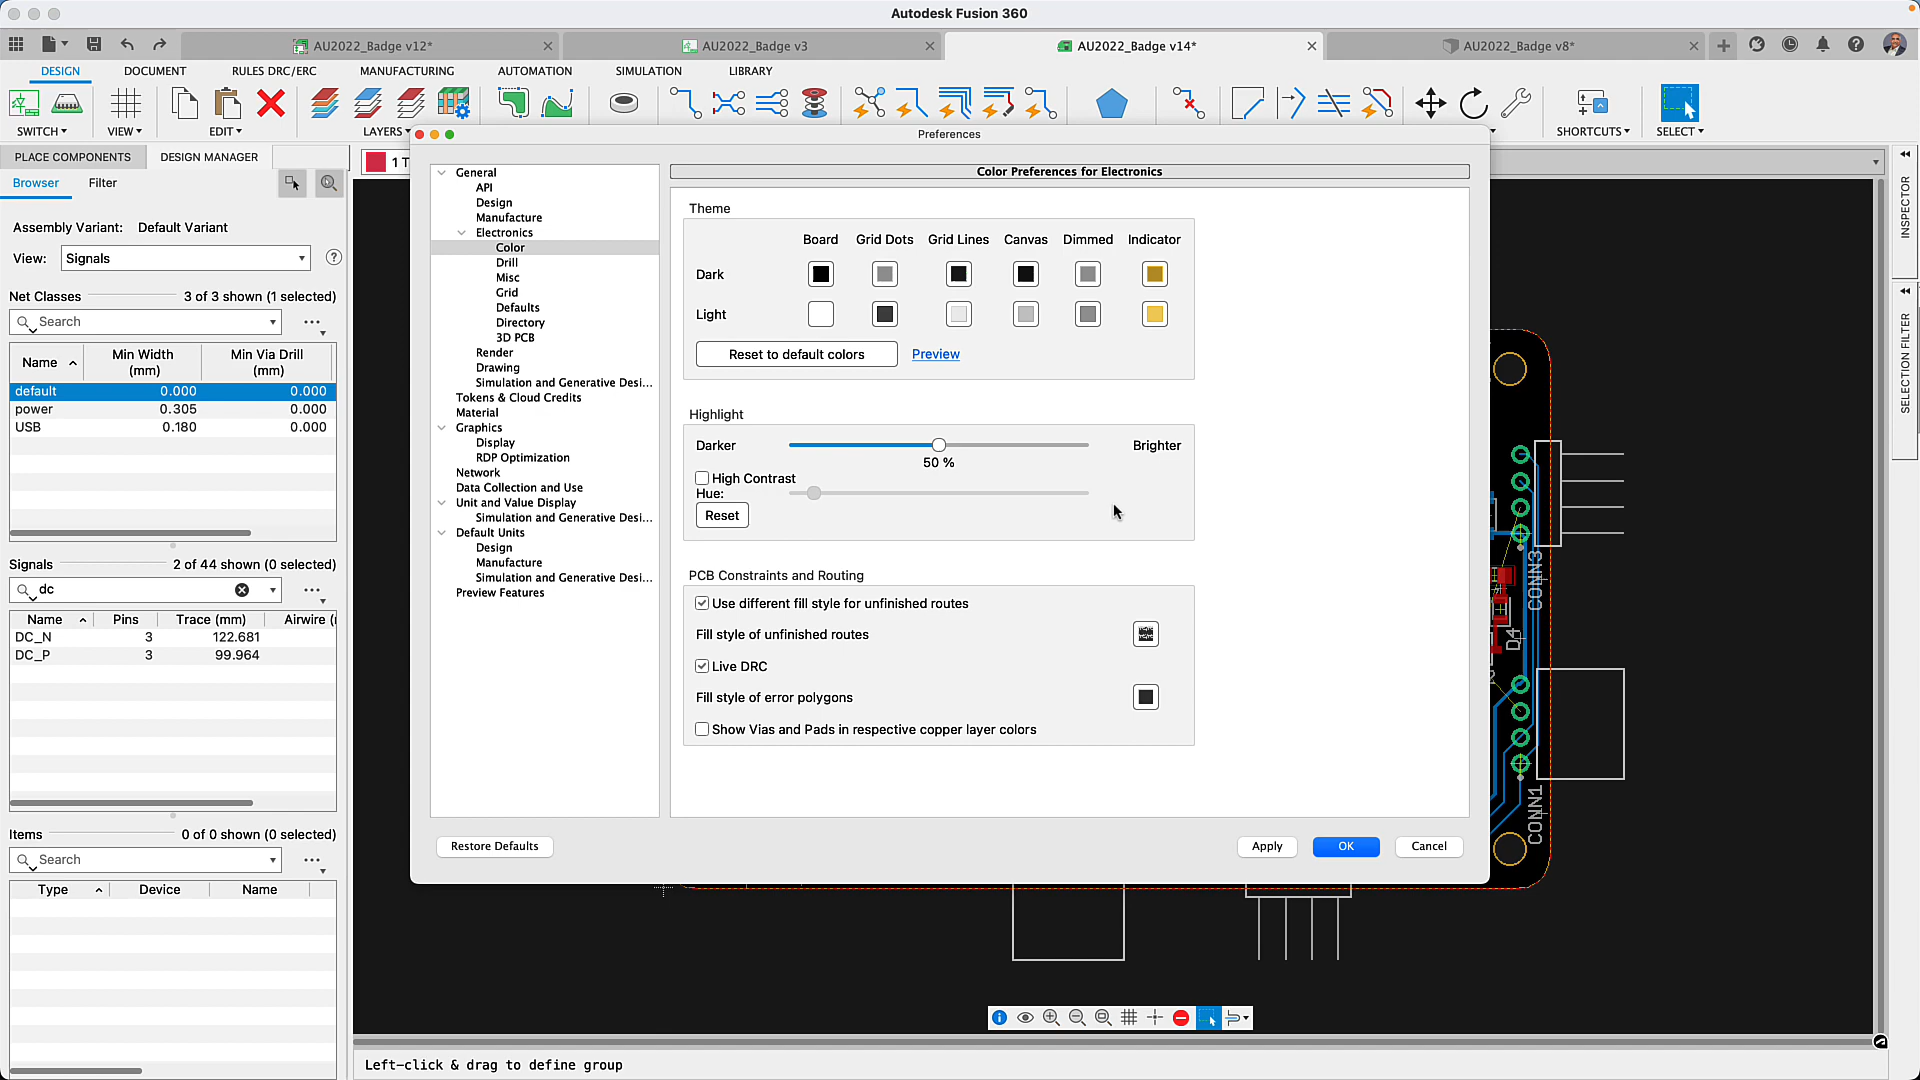 Autodesk Fusion 360
AU2022_Badge v12*
AU2022_Badge v3
AU2022_Badge v14*
AU2022_Badge v8*
DESIGN DOCUMENT RULES DRC/ERC MANUFACTURING AUTOMATION SIMULATION LIBRARY
SWITCH VIEW EDIT LAYERS SHORTCUTS SELECT
PLACE COMPONENTS DESIGN MANAGER
Browser Filter
Assembly Variant: Default Variant
View: Signals
Net Classes 3 of 3 shown (1 selected)
Search
Name Min Width (mm) Min Via Drill (mm)
default 0.000 0.000
power 0.305 0.000
USB 0.180 0.000
Signals 2 of 44 shown (0 selected)
dc
Name Pins Trace (mm) Airwire (
DC_N 3 122.681
DC_P 3 99.964
Items 0 of 0 shown (0 selected)
Search
Type Device Name
1 T
Preferences
General
API
Design
Manufacture
Electronics
Color
Drill
Misc
Grid
Defaults
Directory
3D PCB
Render
Drawing
Simulation and Generative Desi...
Tokens & Cloud Credits
Material
Graphics
Display
RDP Optimization
Network
Data Collection and Use
Unit and Value Display
Simulation and Generative Desi...
Default Units
Design
Manufacture
Simulation and Generative Desi...
Preview Features
Color Preferences for Electronics
Theme
Board Grid Dots Grid Lines Canvas Dimmed Indicator
Dark
Light
Reset to default colors Preview
Highlight
Darker Brighter
50 %
High Contrast
Hue:
Reset
PCB Constraints and Routing
Use different fill style for unfinished routes
Fill style of unfinished routes
Live DRC
Fill style of error polygons
Show Vias and Pads in respective copper layer colors
Restore Defaults Apply OK Cancel
CONN3
D4
CONN1
INSPECTOR
SELECTION FILTER
Left-click & drag to define group